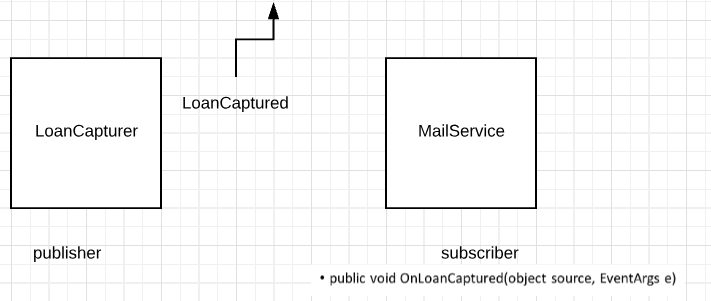 LoanCaptured
LoanCapturer
MailService
publisher
subscriber
• public void OnLoanCaptured(object source, EventArgs e)